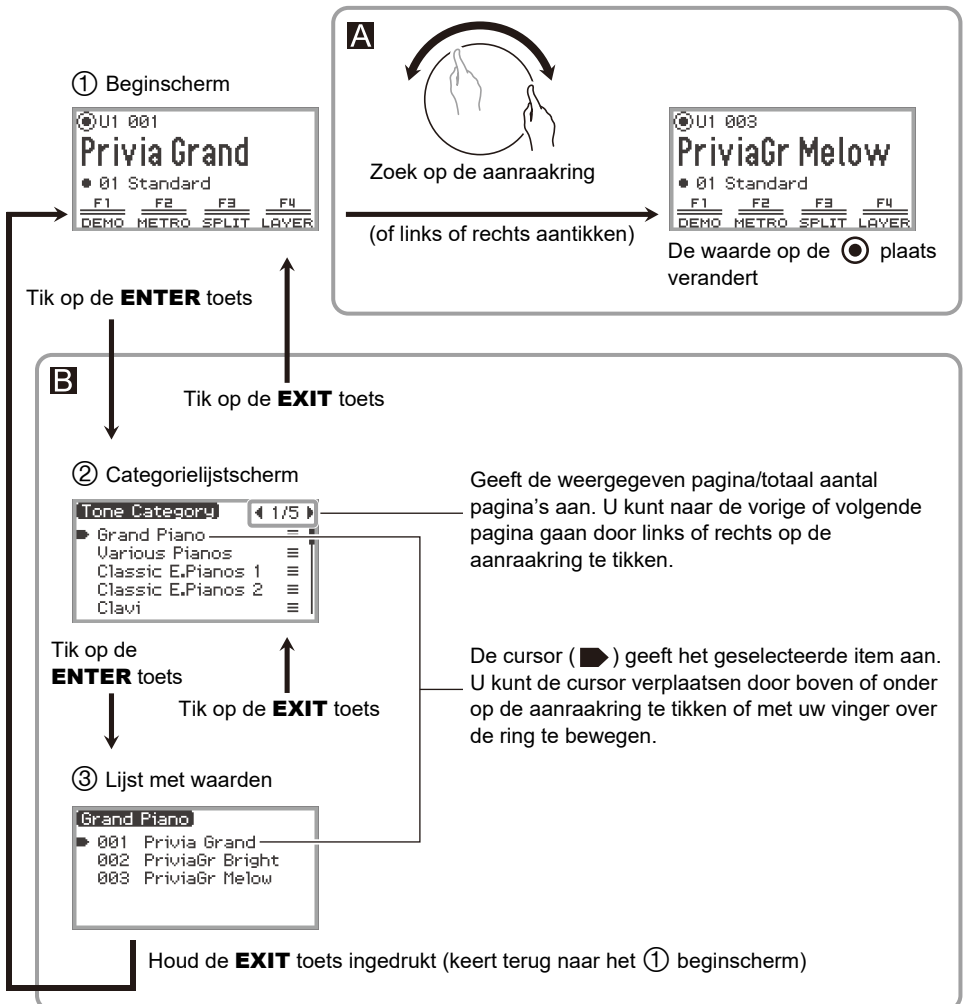 A
① Beginscherm
U1 001
Privia Grand
● 01 Standard
F1 F2 F3 F4
DEMO METRO SPLIT LAYER
Zoek op de aanraakring
(of links of rechts aantikken)
U1 003
PriviaGr Melow
● 01 Standard
F1 F2 F3 F4
DEMO METRO SPLIT LAYER
De waarde op de ◉ plaats
verandert
Tik op de ENTER toets
B
Tik op de EXIT toets
② Categorielijstscherm
Tone Category 1/5
Grand Piano
Various Pianos
Classic E.Pianos 1
Classic E.Pianos 2
Clavi
Geeft de weergegeven pagina/totaal aantal
pagina's aan. U kunt naar de vorige of volgende
pagina gaan door links of rechts op de
aanraakring te tikken.
Tik op de
ENTER toets
Tik op de EXIT toets
De cursor ( ) geeft het geselecteerde item aan.
U kunt de cursor verplaatsen door boven of onder
op de aanraakring te tikken of met uw vinger over
de ring te bewegen.
③ Lijst met waarden
Grand Piano
001 Privia Grand
002 PriviaGr Bright
003 PriviaGr Melow
Houd de EXIT toets ingedrukt (keert terug naar het ① beginscherm)